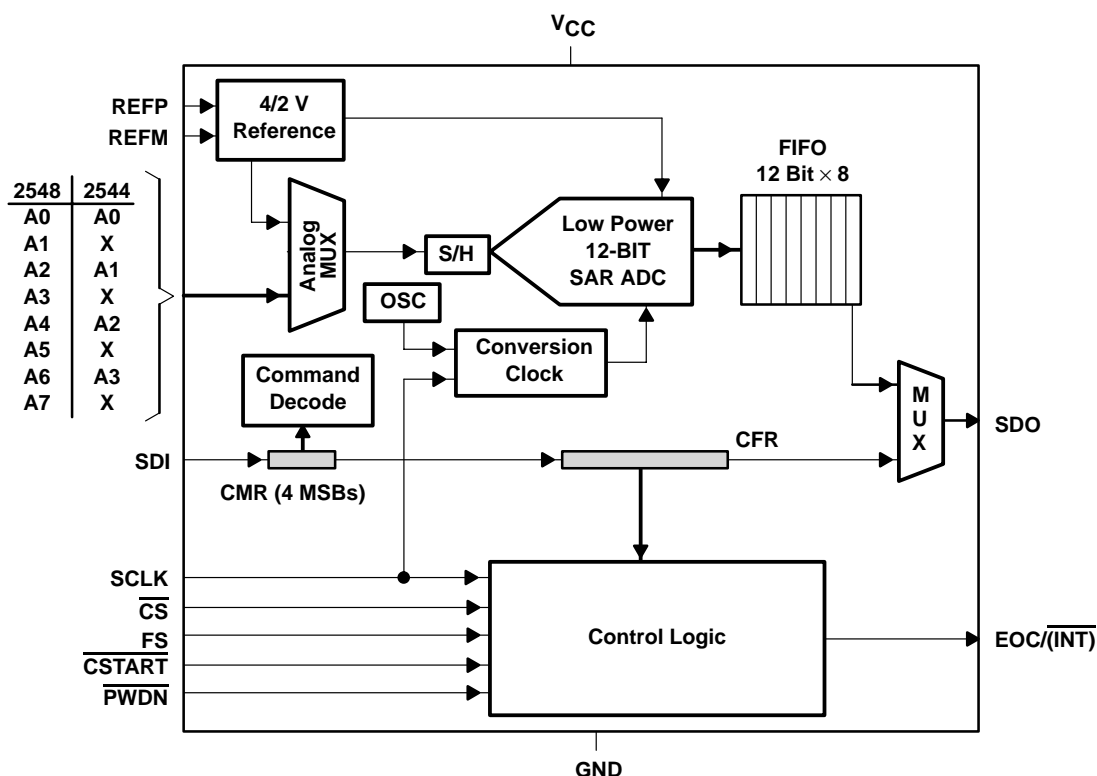 VCC
REFP
REFM
4/2 V
Reference
2548 2544
A0 A0
A1 X
A2 A1
A3 X
A4 A2
A5 X
A6 A3
A7 X
Analog
MUX
S/H
Low Power
12-BIT
SAR ADC
FIFO
12 Bit × 8
OSC
Conversion
Clock
Command
Decode
MUX
SDO
SDI
CMR (4 MSBs)
CFR
SCLK
CS
FS
CSTART
PWDN
Control Logic
EOC/(INT)
GND